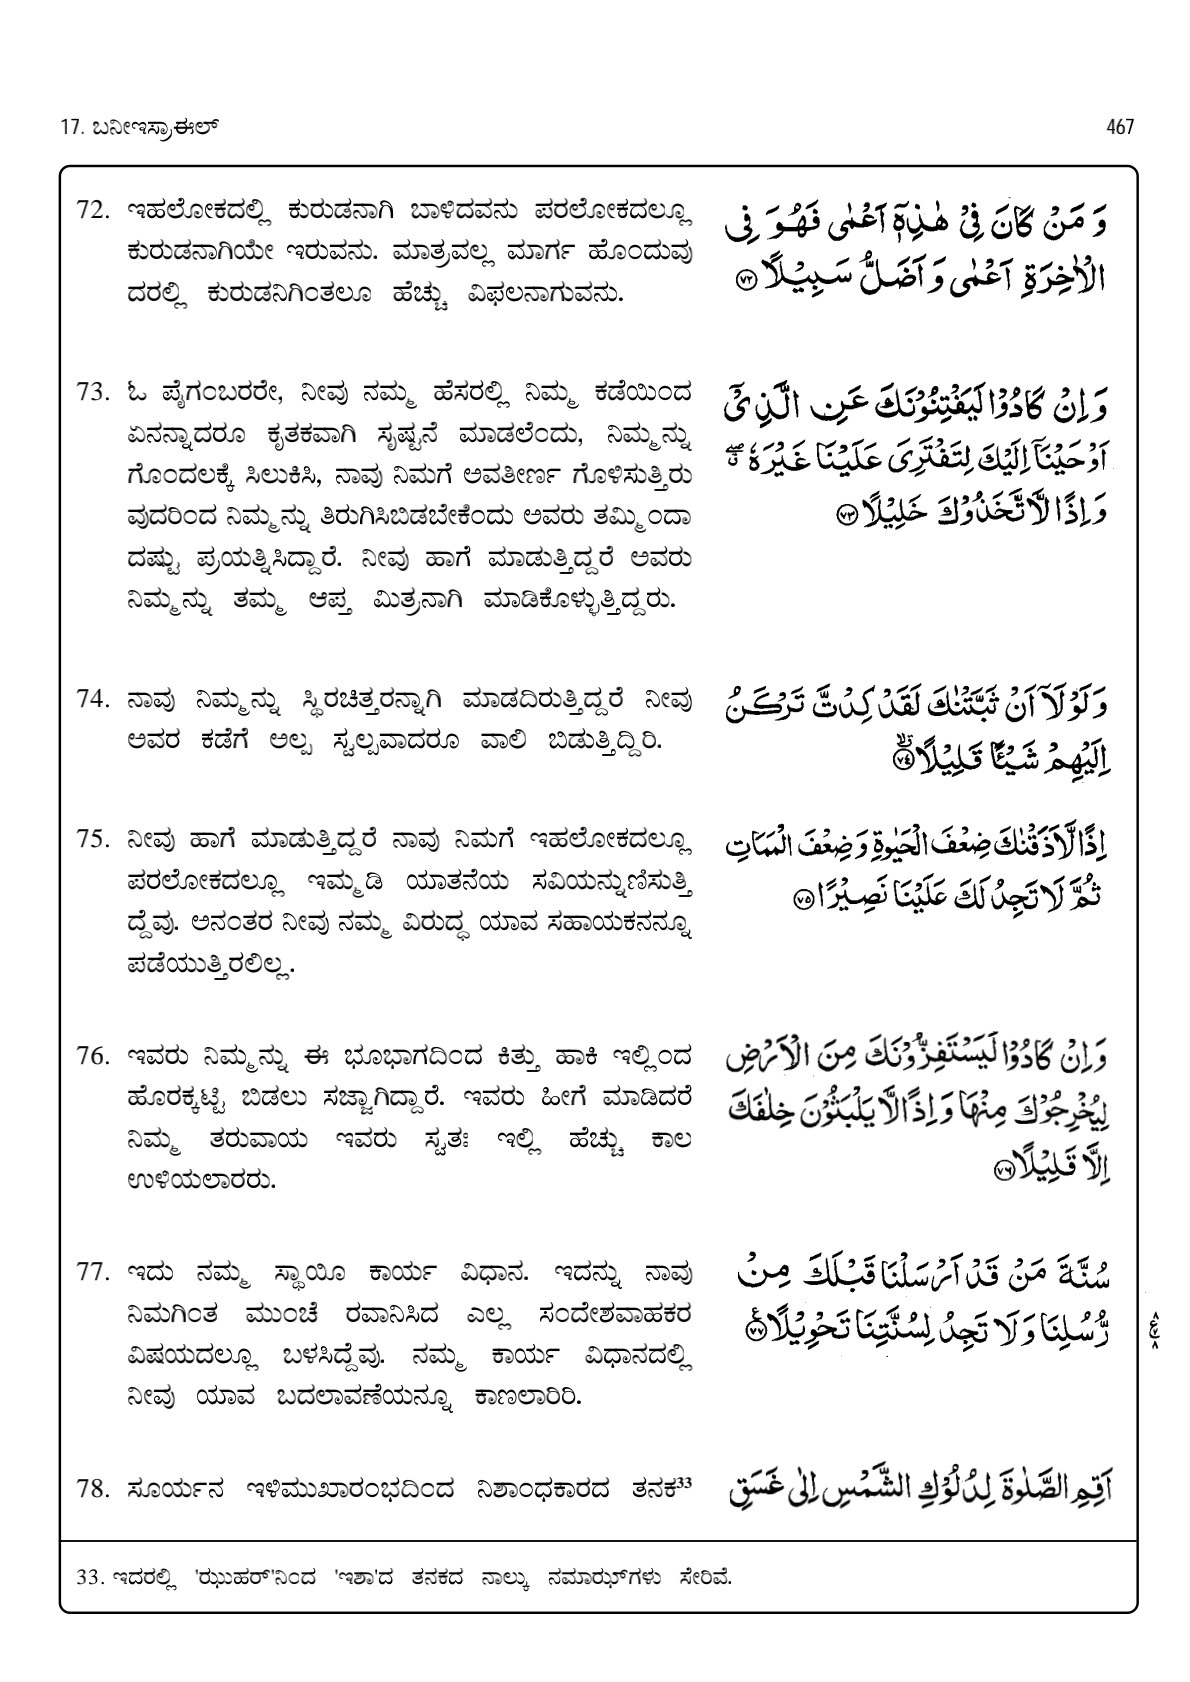 17. ಬನೀಇಸ್ರಾಈಲ್
467
72. ಇಹಲೋಕದಲ್ಲಿ ಕುರುಡನಾಗಿ ಬಾಳಿದವನು ಪರಲೋಕದಲ್ಲೂ
ಕುರುಡನಾಗಿಯೇ ಇರುವನು. ಮಾತ್ರವಲ್ಲ ಮಾರ್ಗ ಹೊಂದುವು
ದರಲ್ಲಿ ಕುರುಡನಿಗಿಂತಲೂ ಹೆಚ್ಚು ವಿಫಲನಾಗುವನು.
وَ مَنْ كَانَ فِيْ هٰذِهٖۤ اَعْمٰى فَهُوَ فِي
الْاٰخِرَةِ اَعْمٰى وَ اَضَلُّ سَبِيْلًا ﴿٧٢﴾
73. ಓ ಪೈಗಂಬರರೇ, ನೀವು ನಮ್ಮ ಹೆಸರಲ್ಲಿ ನಿಮ್ಮ ಕಡೆಯಿಂದ
ಏನನ್ನಾದರೂ ಕೃತಕವಾಗಿ ಸೃಷ್ಟನೆ ಮಾಡಲೆಂದು, ನಿಮ್ಮನ್ನು
ಗೊಂದಲಕ್ಕೆ ಸಿಲುಕಿಸಿ, ನಾವು ನಿಮಗೆ ಅವತೀರ್ಣ ಗೊಳಿಸುತ್ತಿರು
ವುದರಿಂದ ನಿಮ್ಮನ್ನು ತಿರುಗಿಸಿಬಿಡಬೇಕೆಂದು ಅವರು ತಮ್ಮಿಂದಾ
ದಷ್ಟು ಪ್ರಯತ್ನಿಸಿದ್ದಾರೆ. ನೀವು ಹಾಗೆ ಮಾಡುತ್ತಿದ್ದರೆ ಅವರು
ನಿಮ್ಮನ್ನು ತಮ್ಮ ಆಪ್ತ ಮಿತ್ರನಾಗಿ ಮಾಡಿಕೊಳ್ಳುತ್ತಿದ್ದರು.
وَ اِنْ كَادُوْا لَيَفْتِنُوْنَكَ عَنِ الَّذِيْۤ
اَوْحَيْنَاۤ اِلَيْكَ لِتَفْتَرِيَ عَلَيْنَا غَيْرَهٗ ۖۗ
وَ اِذًا لَّاتَّخَذُوْكَ خَلِيْلًا ﴿٧٣﴾
74. ನಾವು ನಿಮ್ಮನ್ನು ಸ್ಥಿರಚಿತ್ತರನ್ನಾಗಿ ಮಾಡದಿರುತ್ತಿದ್ದರೆ ನೀವು
ಅವರ ಕಡೆಗೆ ಅಲ್ಪ ಸ್ವಲ್ಪವಾದರೂ ವಾಲಿ ಬಿಡುತ್ತಿದ್ದಿರಿ.
وَ لَوْ لَاۤ اَنْ ثَبَّتْنٰكَ لَقَدْ كِدْتَّ تَرْكَنُ
اِلَيْهِمْ شَيْـًٔا قَلِيْلًا ۙ﴿٧٤﴾
75. ನೀವು ಹಾಗೆ ಮಾಡುತ್ತಿದ್ದರೆ ನಾವು ನಿಮಗೆ ಇಹಲೋಕದಲ್ಲೂ
ಪರಲೋಕದಲ್ಲೂ ಇಮ್ಮಡಿ ಯಾತನೆಯ ಸವಿಯನ್ನುಣಿಸುತ್ತಿ
ದ್ದೆವು. ಅನಂತರ ನೀವು ನಮ್ಮ ವಿರುದ್ಧ ಯಾವ ಸಹಾಯಕನನ್ನೂ
ಪಡೆಯುತ್ತಿರಲಿಲ್ಲ.
اِذًا لَّاَذَقْنٰكَ ضِعْفَ الْحَيٰوةِ وَ ضِعْفَ الْمَمَاتِ
ثُمَّ لَا تَجِدُ لَكَ عَلَيْنَا نَصِيْرًا ﴿٧٥﴾
76. ಇವರು ನಿಮ್ಮನ್ನು ಈ ಭೂಭಾಗದಿಂದ ಕಿತ್ತು ಹಾಕಿ ಇಲ್ಲಿಂದ
ಹೊರಕ್ಕಟ್ಟಿ ಬಿಡಲು ಸಜ್ಜಾಗಿದ್ದಾರೆ. ಇವರು ಹೀಗೆ ಮಾಡಿದರೆ
ನಿಮ್ಮ ತರುವಾಯ ಇವರು ಸ್ವತಃ ಇಲ್ಲಿ ಹೆಚ್ಚು ಕಾಲ
ಉಳಿಯಲಾರರು.
وَ اِنْ كَادُوْا لَيَسْتَفِزُّوْنَكَ مِنَ الْاَرْضِ
لِيُخْرِجُوْكَ مِنْهَا وَ اِذًا لَّا يَلْبَثُوْنَ خِلٰفَكَ
اِلَّا قَلِيْلًا ﴿٧٦﴾
77. ಇದು ನಮ್ಮ ಸ್ಥಾಯೀ ಕಾರ್ಯ ವಿಧಾನ. ಇದನ್ನು ನಾವು
ನಿಮಗಿಂತ ಮುಂಚೆ ರವಾನಿಸಿದ ಎಲ್ಲ ಸಂದೇಶವಾಹಕರ
ವಿಷಯದಲ್ಲೂ ಬಳಸಿದ್ದೆವು. ನಮ್ಮ ಕಾರ್ಯ ವಿಧಾನದಲ್ಲಿ
ನೀವು ಯಾವ ಬದಲಾವಣೆಯನ್ನೂ ಕಾಣಲಾರಿರಿ.
سُنَّةَ مَنْ قَدْ اَرْسَلْنَا قَبْلَكَ مِنْ
رُّسُلِنَا وَ لَا تَجِدُ لِسُنَّتِنَا تَحْوِيْلًا ﴿٧٧﴾
78. ಸೂರ್ಯನ ಇಳಿಮುಖಾರಂಭದಿಂದ ನಿಶಾಂಧಕಾರದ ತನಕ³³
اَقِمِ الصَّلٰوةَ لِدُلُوْكِ الشَّمْسِ اِلٰى غَسَقِ
33. ಇದರಲ್ಲಿ 'ಝುಹರ್'ನಿಂದ 'ಇಶಾ'ದ ತನಕದ ನಾಲ್ಕು ನಮಾಝ್‌ಗಳು ಸೇರಿವೆ.